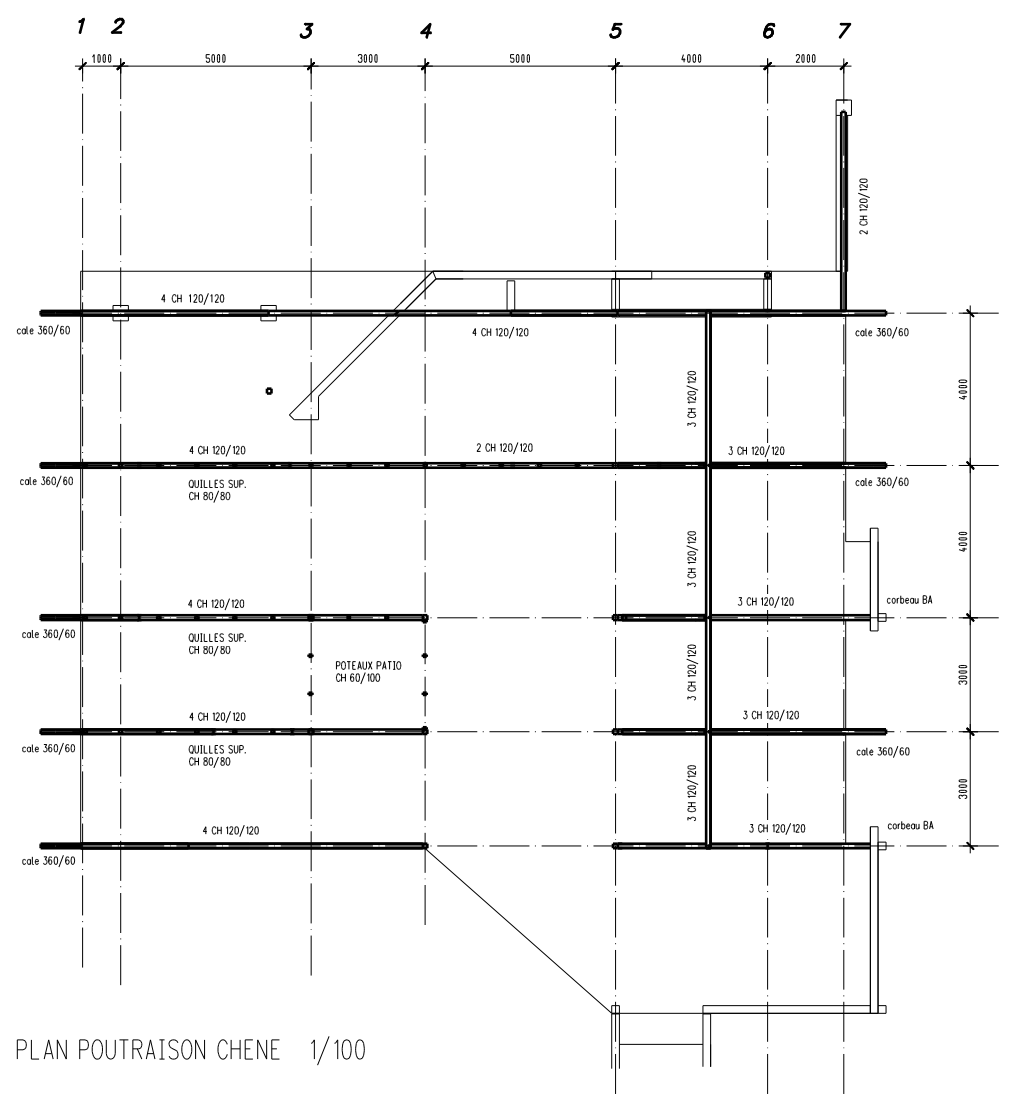 1 2 3 4 5 6 7
1000 5000 3000 5000 4000 2000
2 CH 120/120
4 CH 120/120
cale 360/60
4 CH 120/120
cale 360/60
3 CH 120/120
4000
4 CH 120/120
2 CH 120/120
3 CH 120/120
cale 360/60
QUILLES SUP.
CH 80/80
cale 360/60
3 CH 120/120
4000
4 CH 120/120
3 CH 120/120
corbeau BA
cale 360/60
QUILLES SUP.
CH 80/80
POTEAUX PATIO
CH 60/100
3 CH 120/120
3000
4 CH 120/120
3 CH 120/120
cale 360/60
QUILLES SUP.
CH 80/80
cale 360/60
3 CH 120/120
3000
4 CH 120/120
3 CH 120/120
corbeau BA
cale 360/60
PLAN POUTRAISON CHENE 1/100